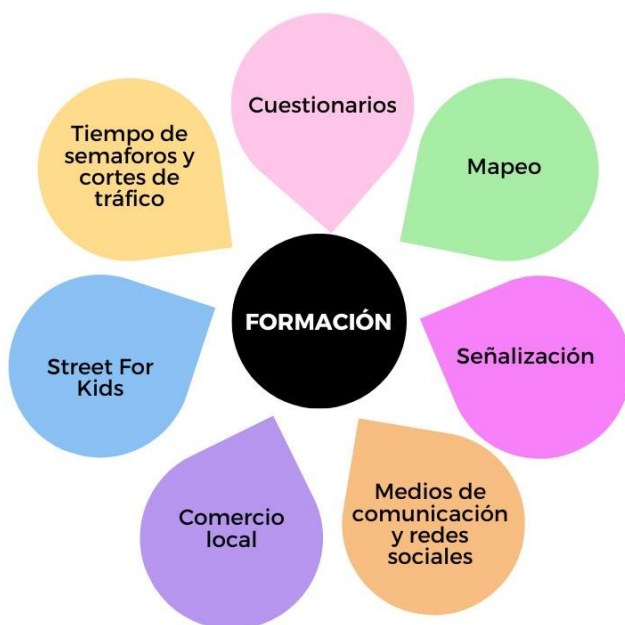 Cuestionarios
Mapeo
Señalización
Medios de
comunicación
y redes
sociales
Comercio
local
Street For
Kids
Tiempo de
semaforos y
cortes de
tráfico
FORMACIÓN